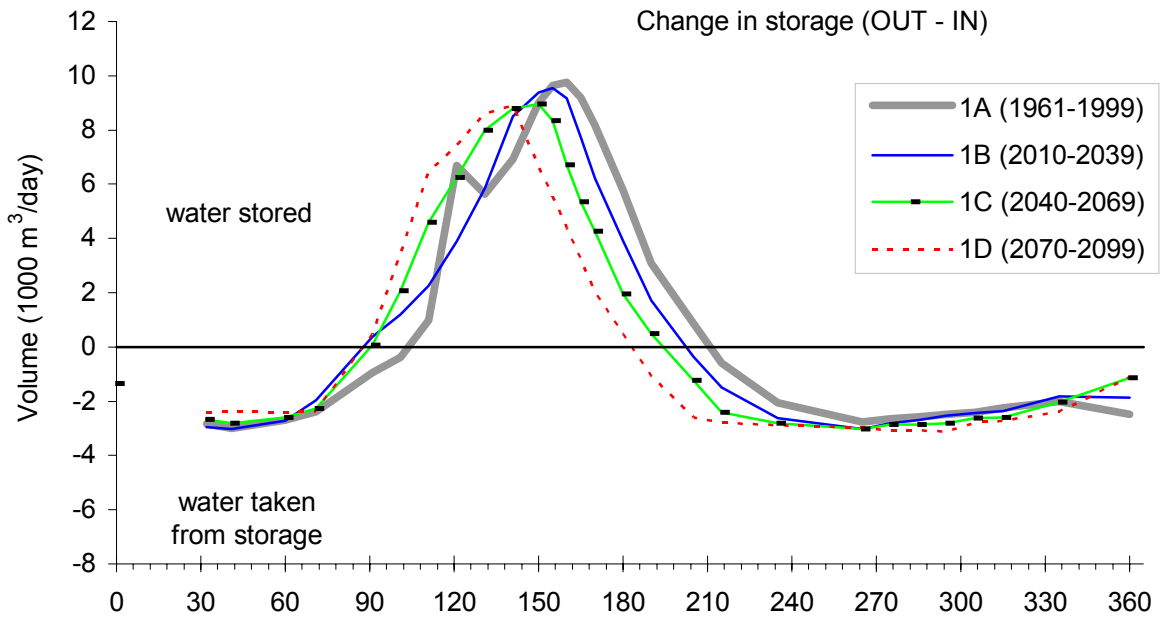 Change in storage (OUT - IN)
12
10
8
6
4
2
0
-2
-4
-6
-8
Volume (1000 m³/day)
1A (1961-1999)
1B (2010-2039)
1C (2040-2069)
1D (2070-2099)
water stored
water taken
from storage
0 30 60 90 120 150 180 210 240 270 300 330 360